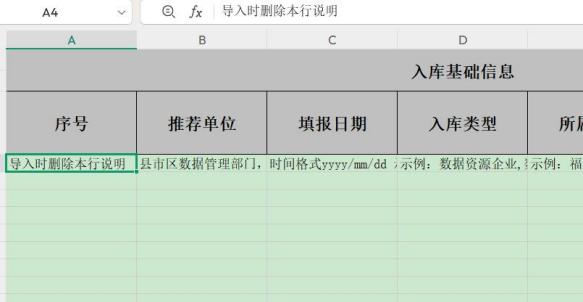 A4 fx 导入时删除本行说明
A B C D
入库基础信息
序号 推荐单位 填报日期 入库类型 所属
导入时删除本行说明 县市区数据管理部门, 时间格式yyyy/mm/dd 示例: 数据资源企业, 示例: 福